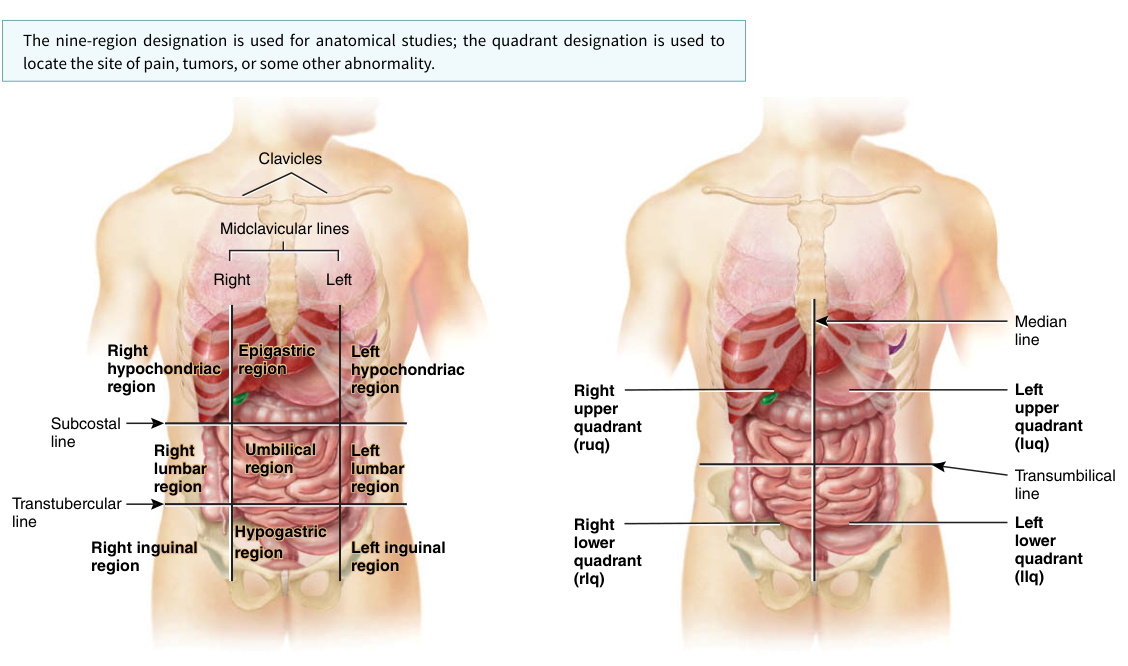 The nine-region designation is used for anatomical studies; the quadrant designation is used to
locate the site of pain, tumors, or some other abnormality.
Clavicles
Midclavicular lines
Right
Left
Right
hypochondriac
region
Epigastric
region
Left
hypochondriac
region
Subcostal
line
Right
lumbar
region
Umbilical
region
Left
lumbar
region
Transtubercular
line
Right inguinal
region
Hypogastric
region
Left inguinal
region
Median
line
Right
upper
quadrant
(ruq)
Left
upper
quadrant
(luq)
Transumbilical
line
Right
lower
quadrant
(rlq)
Left
lower
quadrant
(llq)